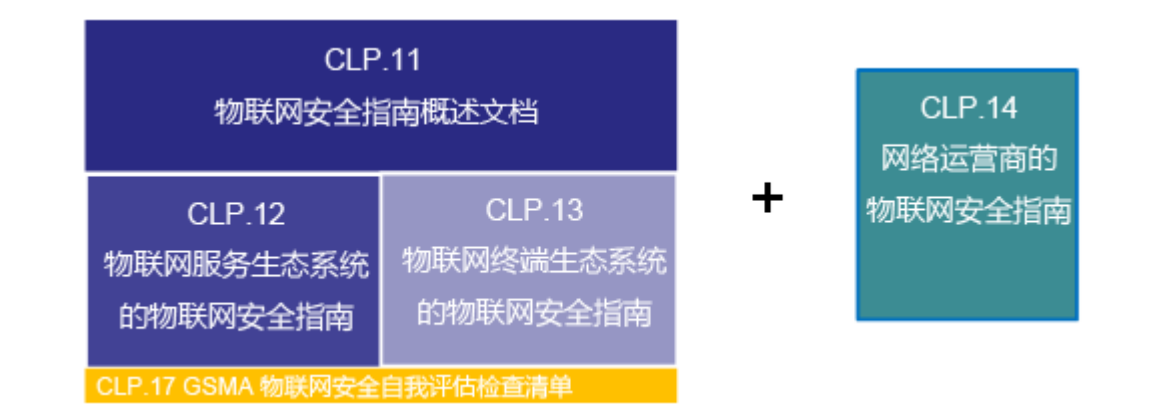 CLP.11
物联网安全指南概述文档
CLP.12
物联网服务生态系统
的物联网安全指南
CLP.13
物联网终端生态系统
的物联网安全指南
CLP.17 GSMA 物联网安全自我评估检查清单
+
CLP.14
网络运营商的
物联网安全指南